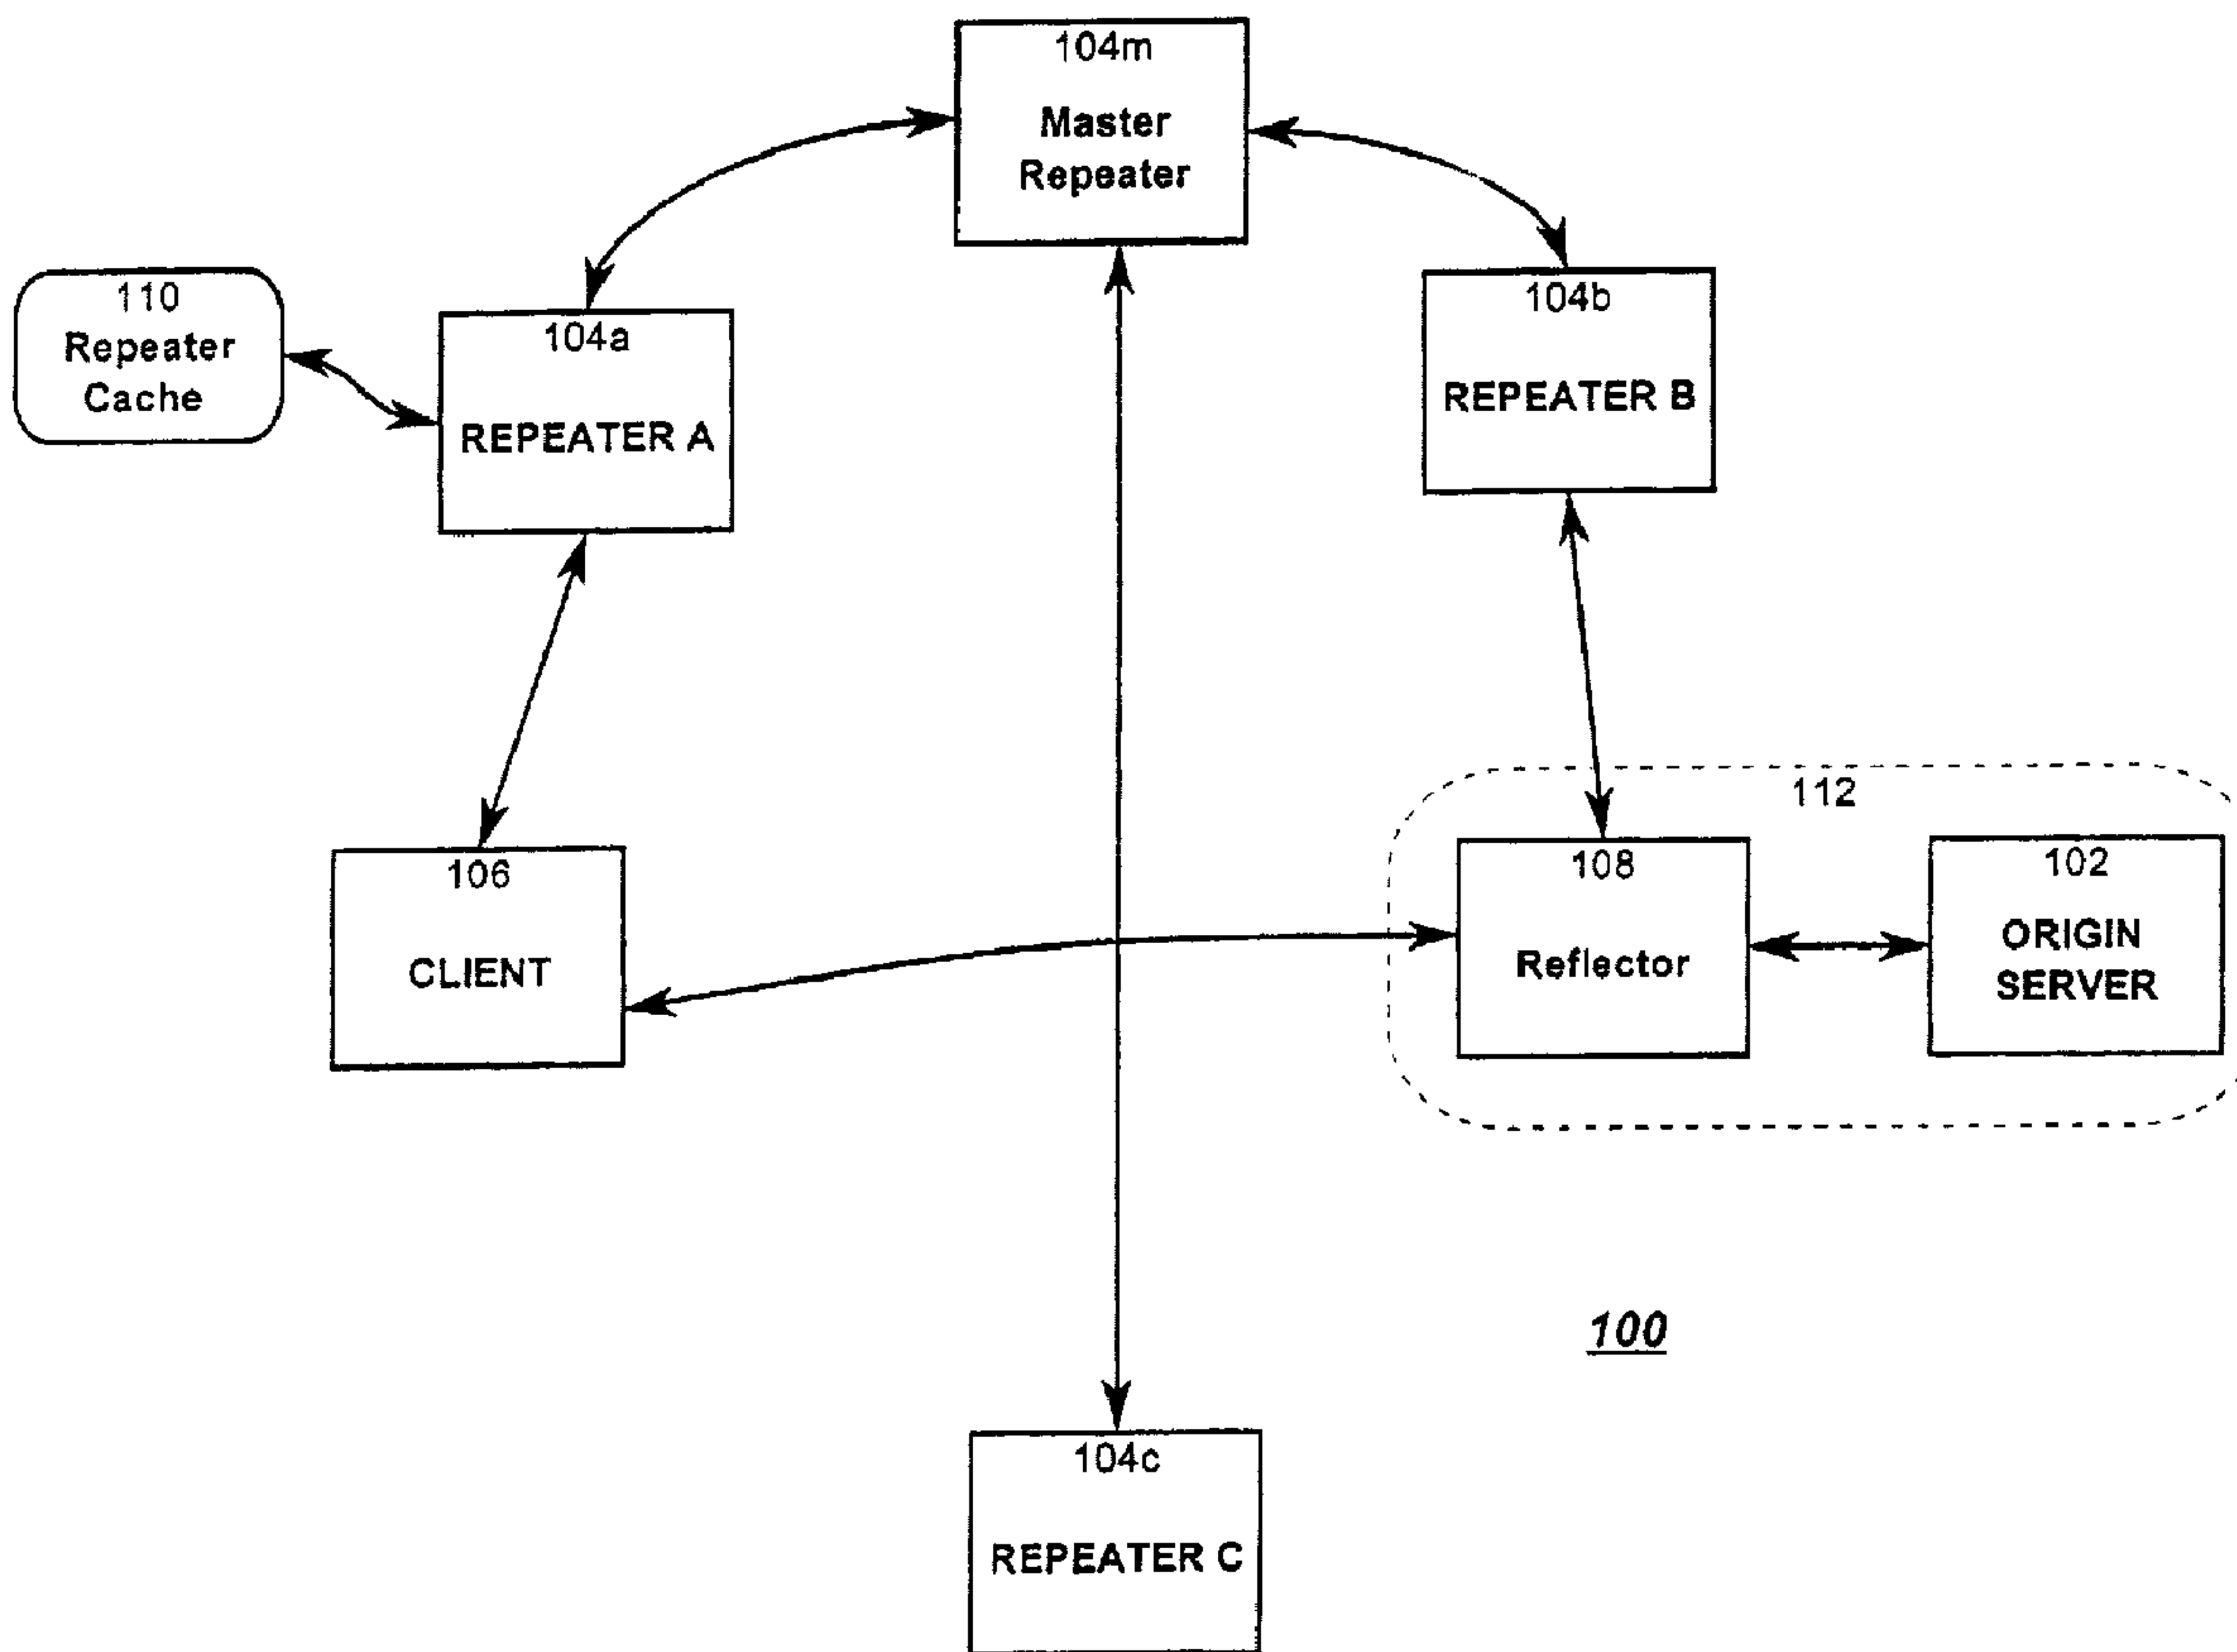 104m
Master
Repeater
110
Repeater
Cache
104a
REPEATER A
104b
REPEATER B
112
106
CLIENT
108
Reflector
102
ORIGIN
SERVER
100
104c
REPEATER C